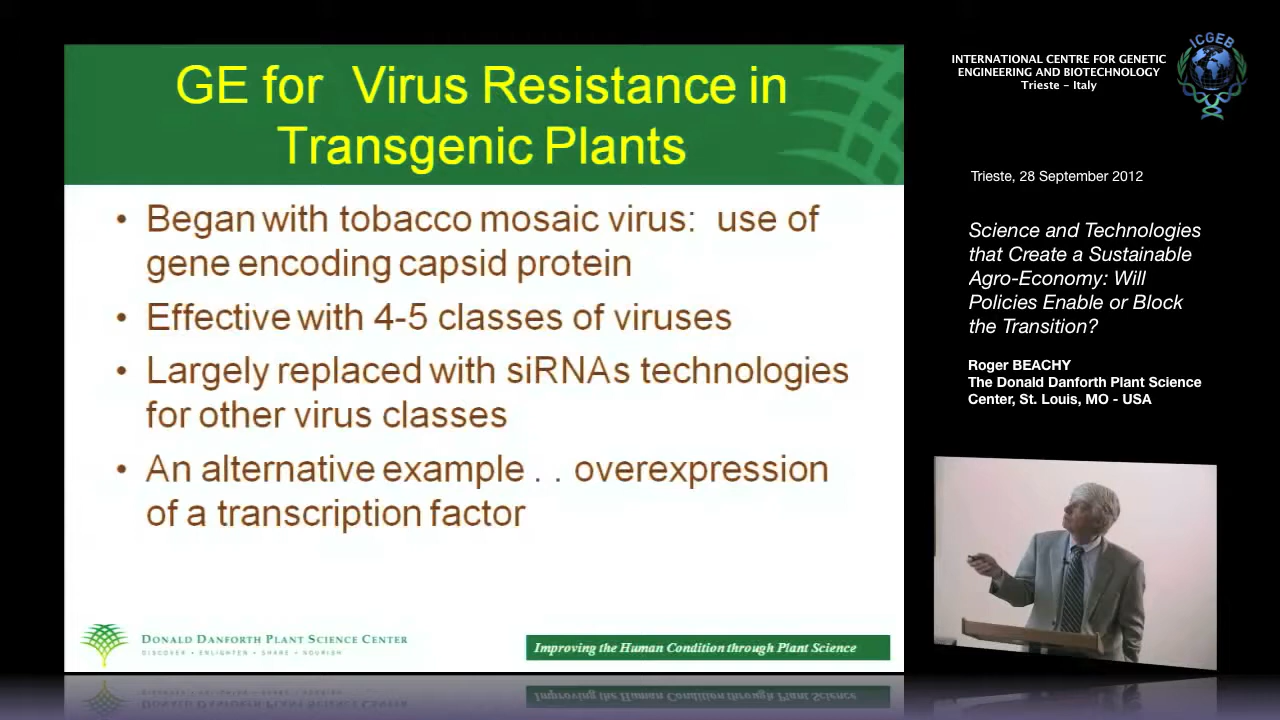 GE for Virus Resistance in
Transgenic Plants
• Began with tobacco mosaic virus: use of
gene encoding capsid protein
• Effective with 4-5 classes of viruses
• Largely replaced with siRNAs technologies
for other virus classes
• An alternative example . . overexpression
of a transcription factor
DONALD DANFORTH PLANT SCIENCE CENTER
DISCOVER • ENLIGHTEN • SHARE • NOURISH
Improving the Human Condition through Plant Science
INTERNATIONAL CENTRE FOR GENETIC
ENGINEERING AND BIOTECHNOLOGY
Trieste - Italy
ICGEB
Trieste, 28 September 2012
Science and Technologies
that Create a Sustainable
Agro-Economy: Will
Policies Enable or Block
the Transition?
Roger BEACHY
The Donald Danforth Plant Science
Center, St. Louis, MO - USA